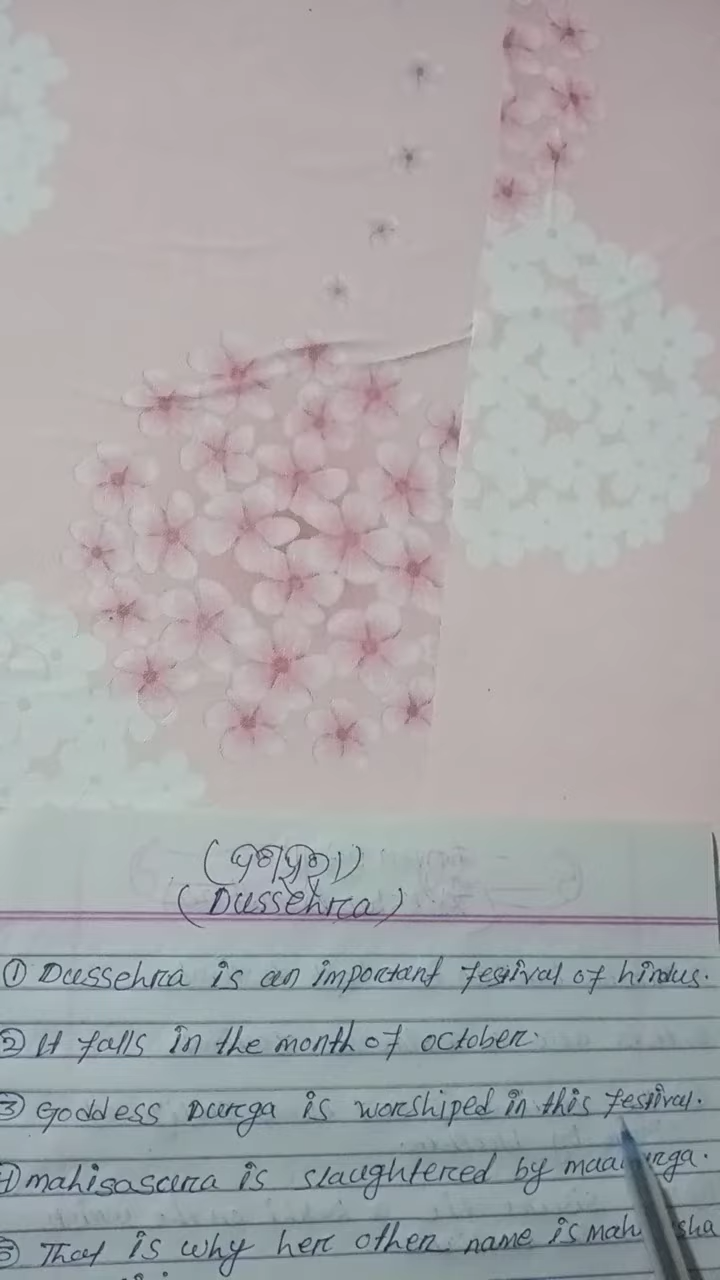 (ଦଶହରା)
(Dussehra)
① Dussehra is an important festival of hindus.
② It falls in the month of october.
③ Goddess Durga is worshiped in this festival.
④ mahisasura is slaughtered by maa
⑤ That is why her other name is